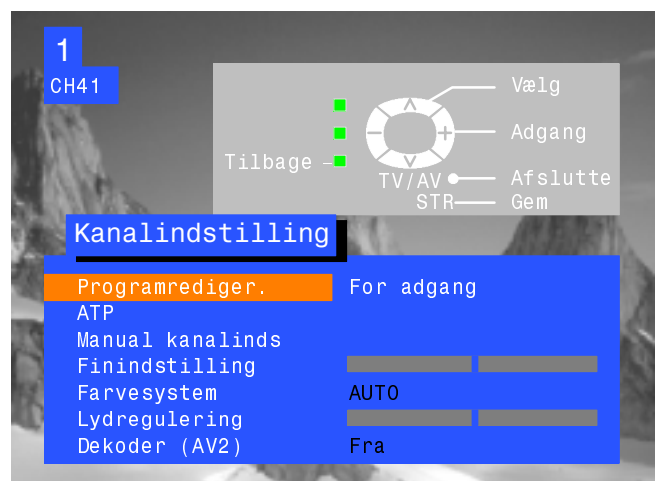 1
CH41
Vælg
Adgang
Tilbage
TV/AV Afslutte
STR Gem
Kanalindstilling
Programrediger. For adgang
ATP
Manual kanalinds
Finindstilling
Farvesystem AUTO
Lydregulering
Dekoder (AV2) Fra